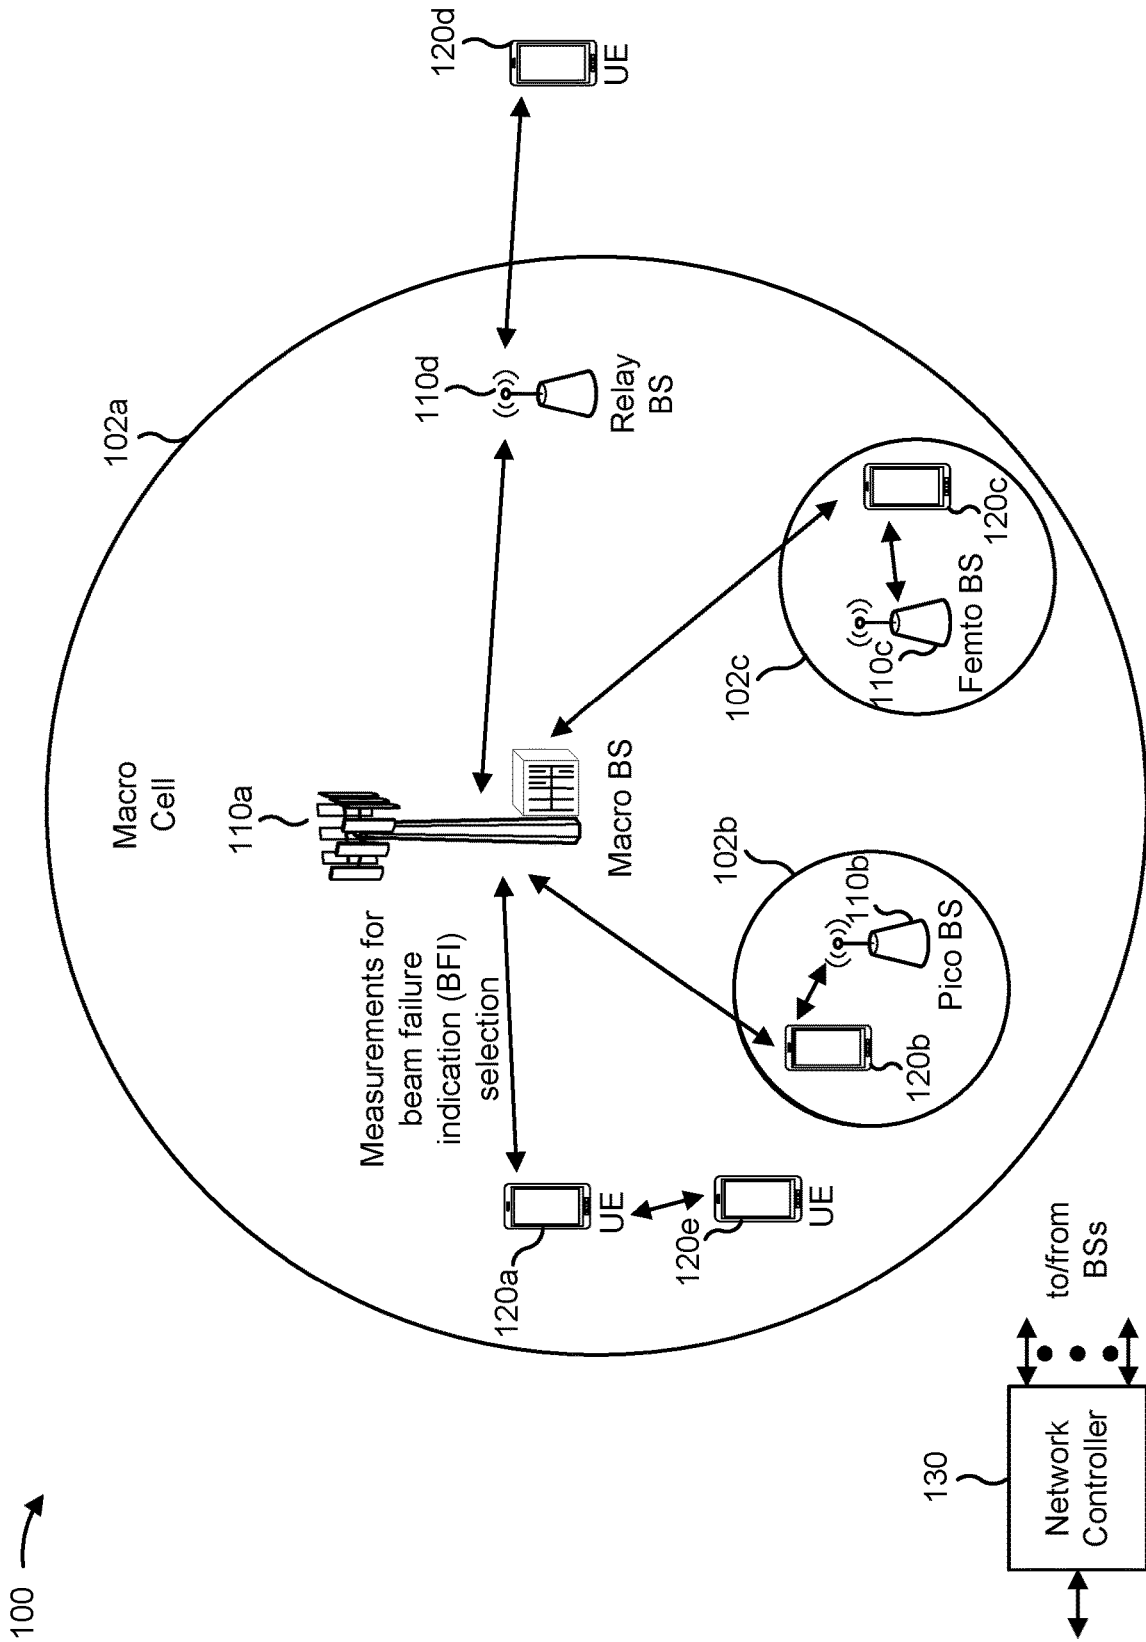 100
102a
Macro
Cell
110a
120d
UE
110d
Relay
BS
Measurements for
beam failure
indication (BFI)
selection
Macro BS
120a
UE
120e
UE
102b
110b
Pico BS
120b
102c
110c
Femto BS
120c
130
Network
Controller
to/from
BSs